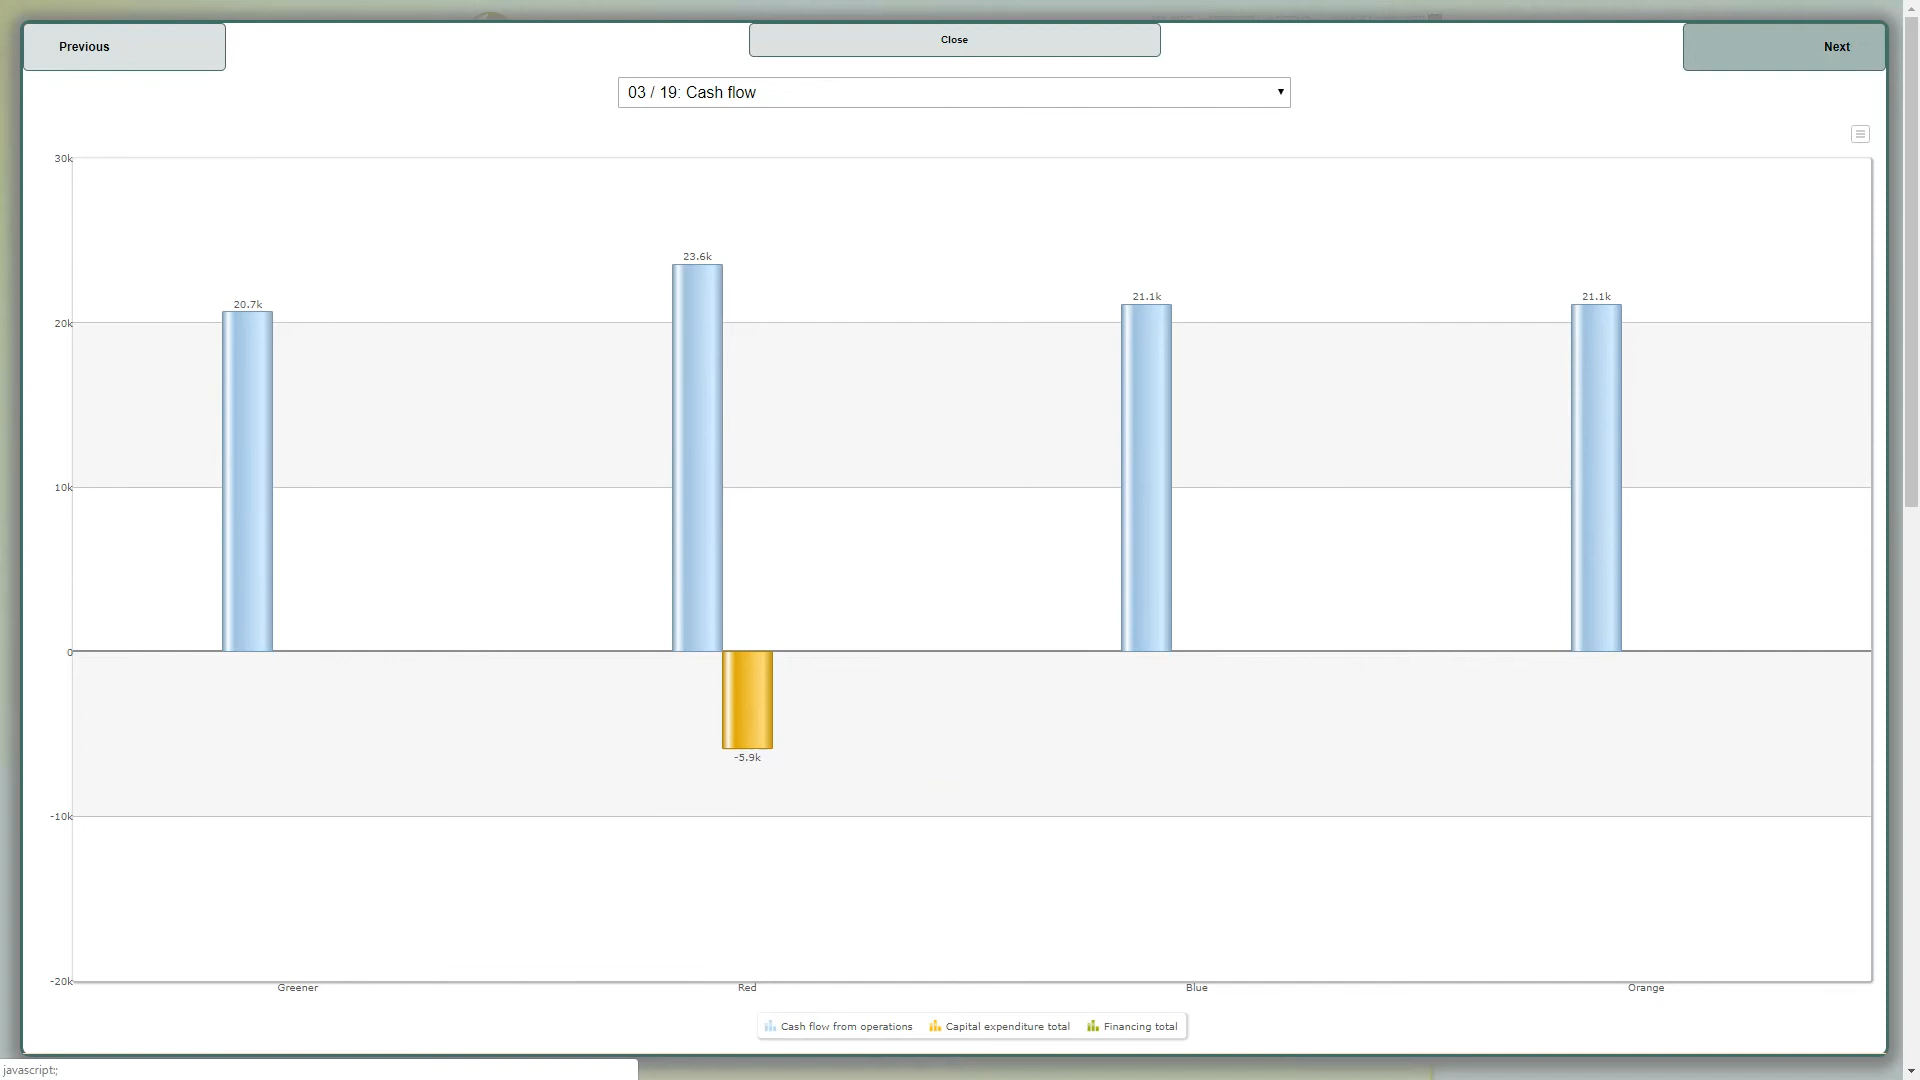 Previous
Close
Next
03 / 19: Cash flow
30k
20k
10k
0
-10k
-20k
20.7k
23.6k
21.1k
21.1k
-5.9k
Greener
Red
Blue
Orange
Cash flow from operations
Capital expenditure total
Financing total
javascript:;